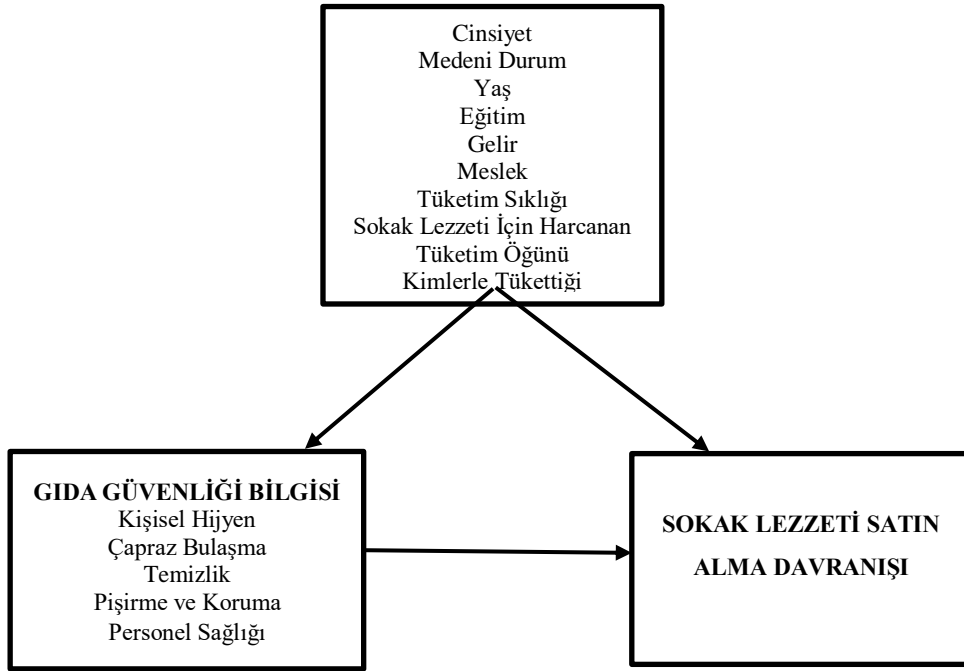 Cinsiyet
Medeni Durum
Yaş
Eğitim
Gelir
Meslek
Tüketim Sıklığı
Sokak Lezzeti İçin Harcanan
Tüketim Öğünü
Kimlerle Tükettiği
GIDA GÜVENLİĞİ BİLGİSİ
Kişisel Hijyen
Çapraz Bulaşma
Temizlik
Pişirme ve Koruma
Personel Sağlığı
SOKAK LEZZETİ SATIN
ALMA DAVRANIŞI